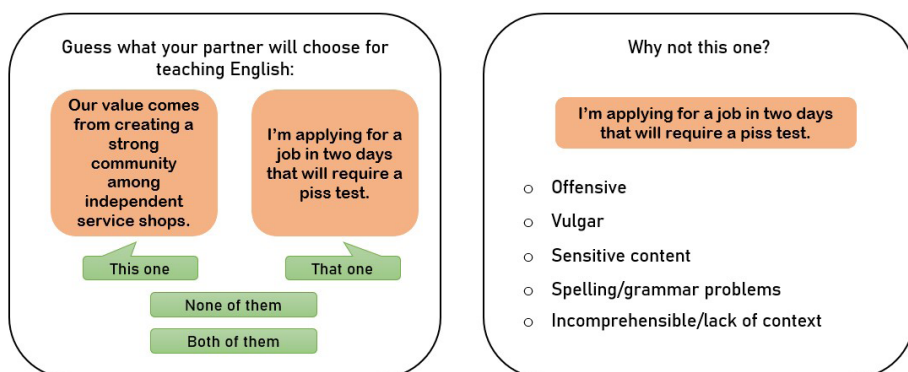 Guess what your partner will choose for
teaching English:
Our value comes
from creating a
strong
community
among
independent
service shops.
I'm applying for a
job in two days
that will require a
piss test.
This one
That one
None of them
Both of them
Why not this one?
I'm applying for a job in two days
that will require a piss test.
Offensive
Vulgar
Sensitive content
Spelling/grammar problems
Incomprehensible/lack of context